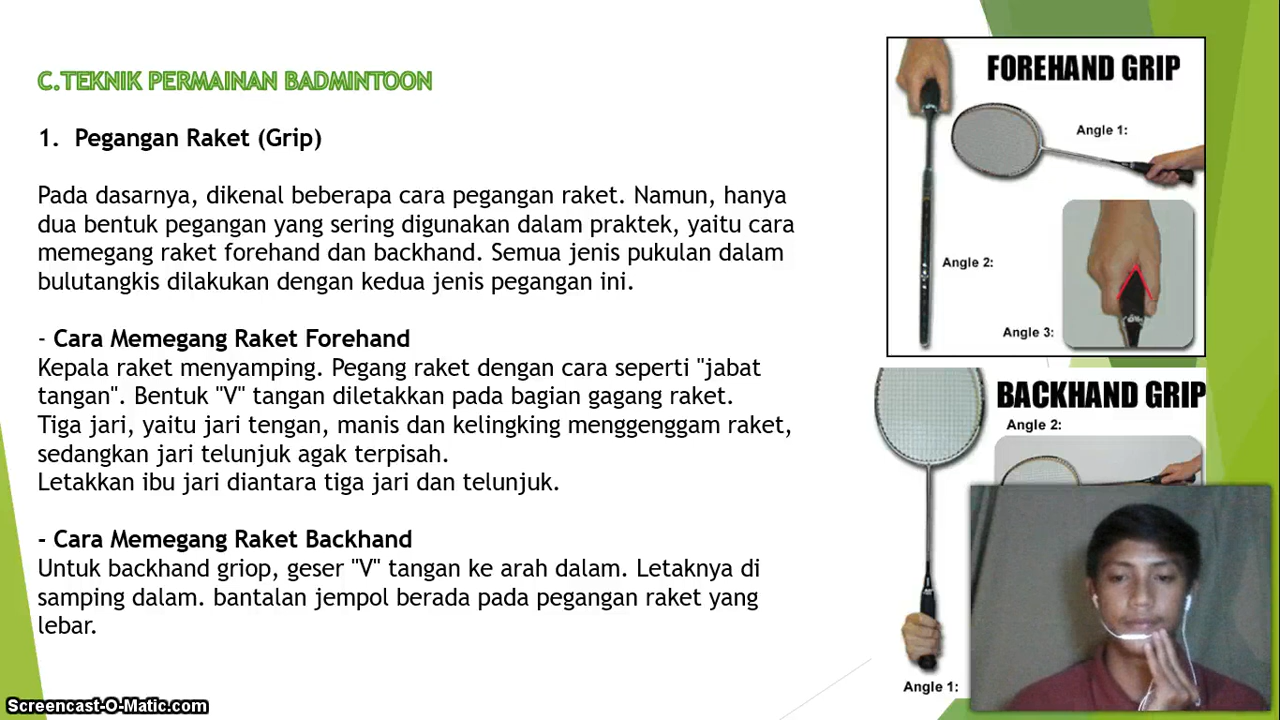 C.TEKNIK PERMAINAN BADMINTOON
1. Pegangan Raket (Grip)
Pada dasarnya, dikenal beberapa cara pegangan raket. Namun, hanya
dua bentuk pegangan yang sering digunakan dalam praktek, yaitu cara
memegang raket forehand dan backhand. Semua jenis pukulan dalam
bulutangkis dilakukan dengan kedua jenis pegangan ini.
- Cara Memegang Raket Forehand
Kepala raket menyamping. Pegang raket dengan cara seperti "jabat
tangan". Bentuk "V" tangan diletakkan pada bagian gagang raket.
Tiga jari, yaitu jari tengan, manis dan kelingking menggenggam raket,
sedangkan jari telunjuk agak terpisah.
Letakkan ibu jari diantara tiga jari dan telunjuk.
- Cara Memegang Raket Backhand
Untuk backhand griop, geser "V" tangan ke arah dalam. Letaknya di
samping dalam. bantalan jempol berada pada pegangan raket yang
lebar.
FOREHAND GRIP
Angle 1:
Angle 2:
Angle 3:
BACKHAND GRIP
Angle 2:
Angle 1:
Screencast-O-Matic.com